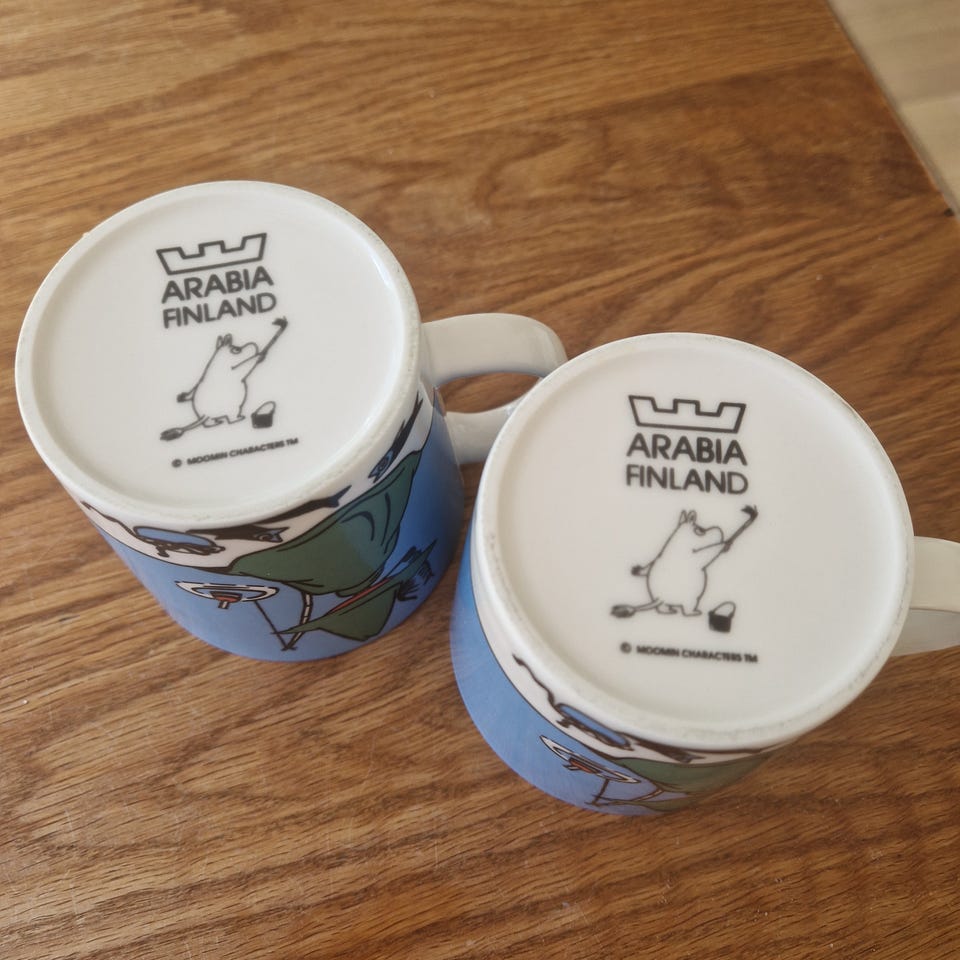 ARABIA
FINLAND
© MOOMIN CHARACTERS TM
ARABIA
FINLAND
© MOOMIN CHARACTERS TM